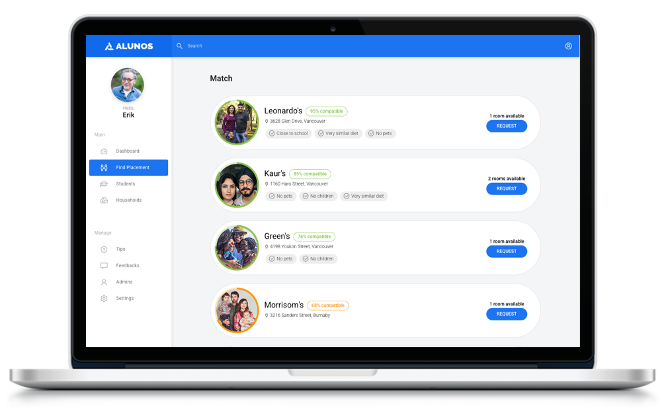 ALUNOS
Search
Hello,
Erik
Main
Dashboard
Find Placement
Students
Households
Manage
Tips
Feedbacks
Admins
Settings
Match
Leonardo's 95% compatible
3628 Glen Drive, Vancouver
Close to school Very similar diet No pets
1 room available
REQUEST
Kaur's 85% compatible
1160 Haro Street, Vancouver
No pets No children Very similar diet
2 rooms available
REQUEST
Green's 76% compatible
Street, Vancouver
No pets No children
1 room available
REQUEST
Morrisom's 68% compatible
3216 Sanders Street, Burnaby
1 room available
REQUEST